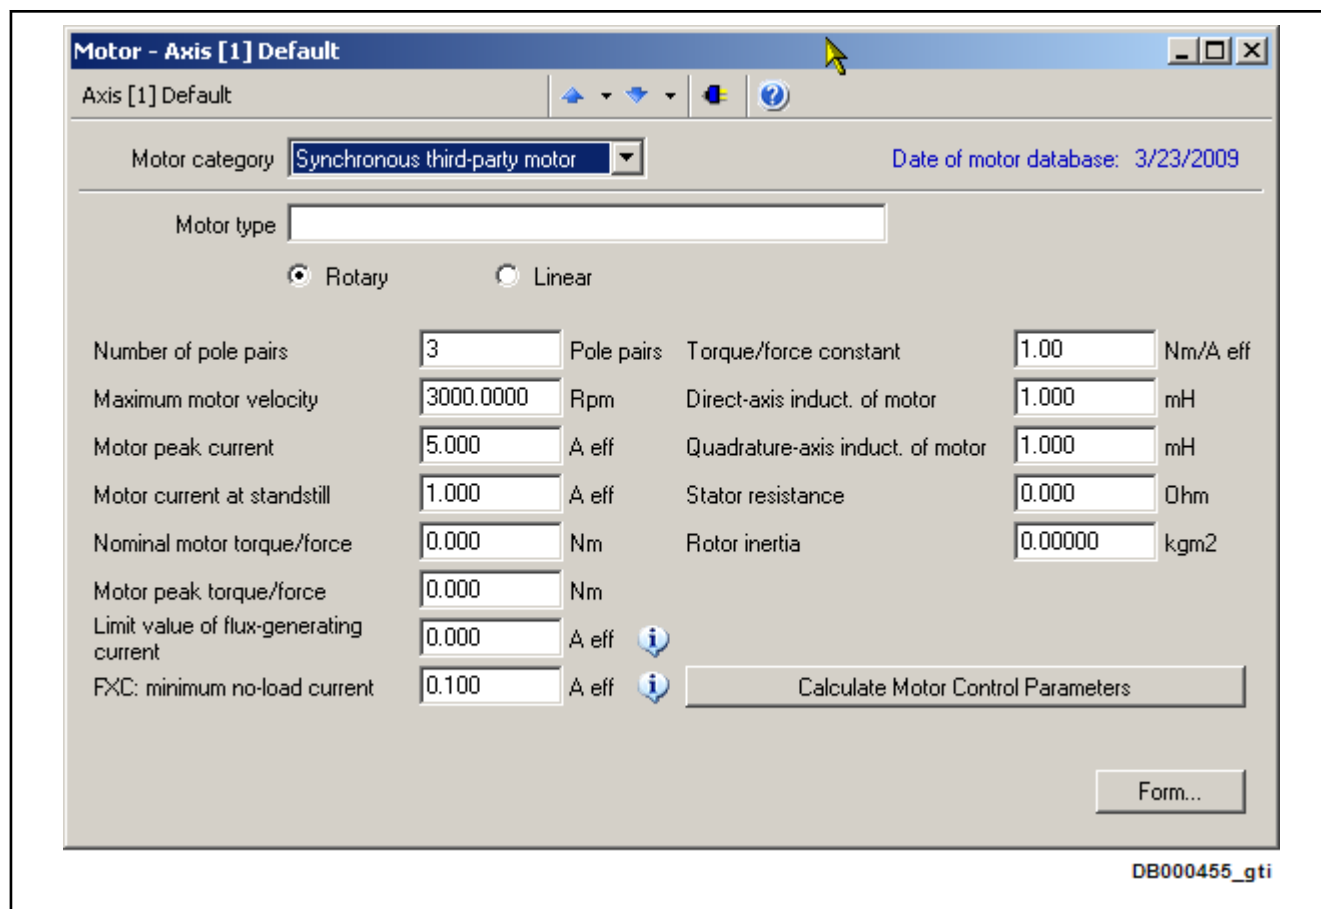 Motor - Axis [1] Default
Axis [1] Default
Motor category Synchronous third-party motor Date of motor database: 3/23/2009
Motor type
Rotary Linear
Number of pole pairs 3 Pole pairs Torque/force constant 1.00 Nm/A eff
Maximum motor velocity 3000.0000 Rpm Direct-axis induct. of motor 1.000 mH
Motor peak current 5.000 A eff Quadrature-axis induct. of motor 1.000 mH
Motor current at standstill 1.000 A eff Stator resistance 0.000 Ohm
Nominal motor torque/force 0.000 Nm Rotor inertia 0.00000 kgm2
Motor peak torque/force 0.000 Nm
Limit value of flux-generating
current 0.000 A eff
FXC: minimum no-load current 0.100 A eff Calculate Motor Control Parameters
Form...
DB000455_gti